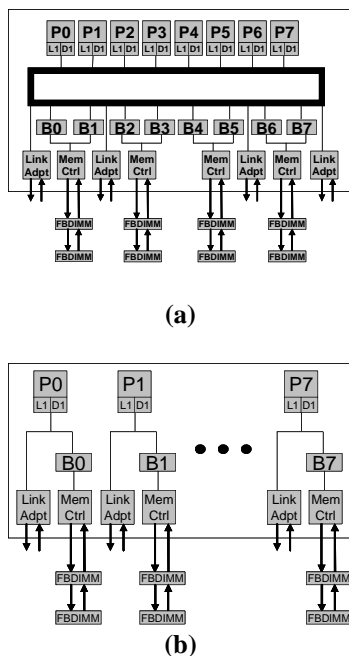 P0 P1 P2 P3 P4 P5 P6 P7
L1 D1 L1 D1 L1 D1 L1 D1 L1 D1 L1 D1 L1 D1 L1 D1
B0 B1 B2 B3 B4 B5 B6 B7
Link Mem Link Mem Mem Link Mem Link
Adpt Ctrl Adpt Ctrl Ctrl Adpt Ctrl Adpt
FBDIMM FBDIMM FBDIMM FBDIMM
FBDIMM FBDIMM FBDIMM FBDIMM
(a)
P0 P1 P7
L1 D1 L1 D1 L1 D1
B0 B1 B7
Link Mem Link Mem Link Mem
Adpt Ctrl Adpt Ctrl Adpt Ctrl
FBDIMM FBDIMM FBDIMM
FBDIMM FBDIMM FBDIMM
(b)